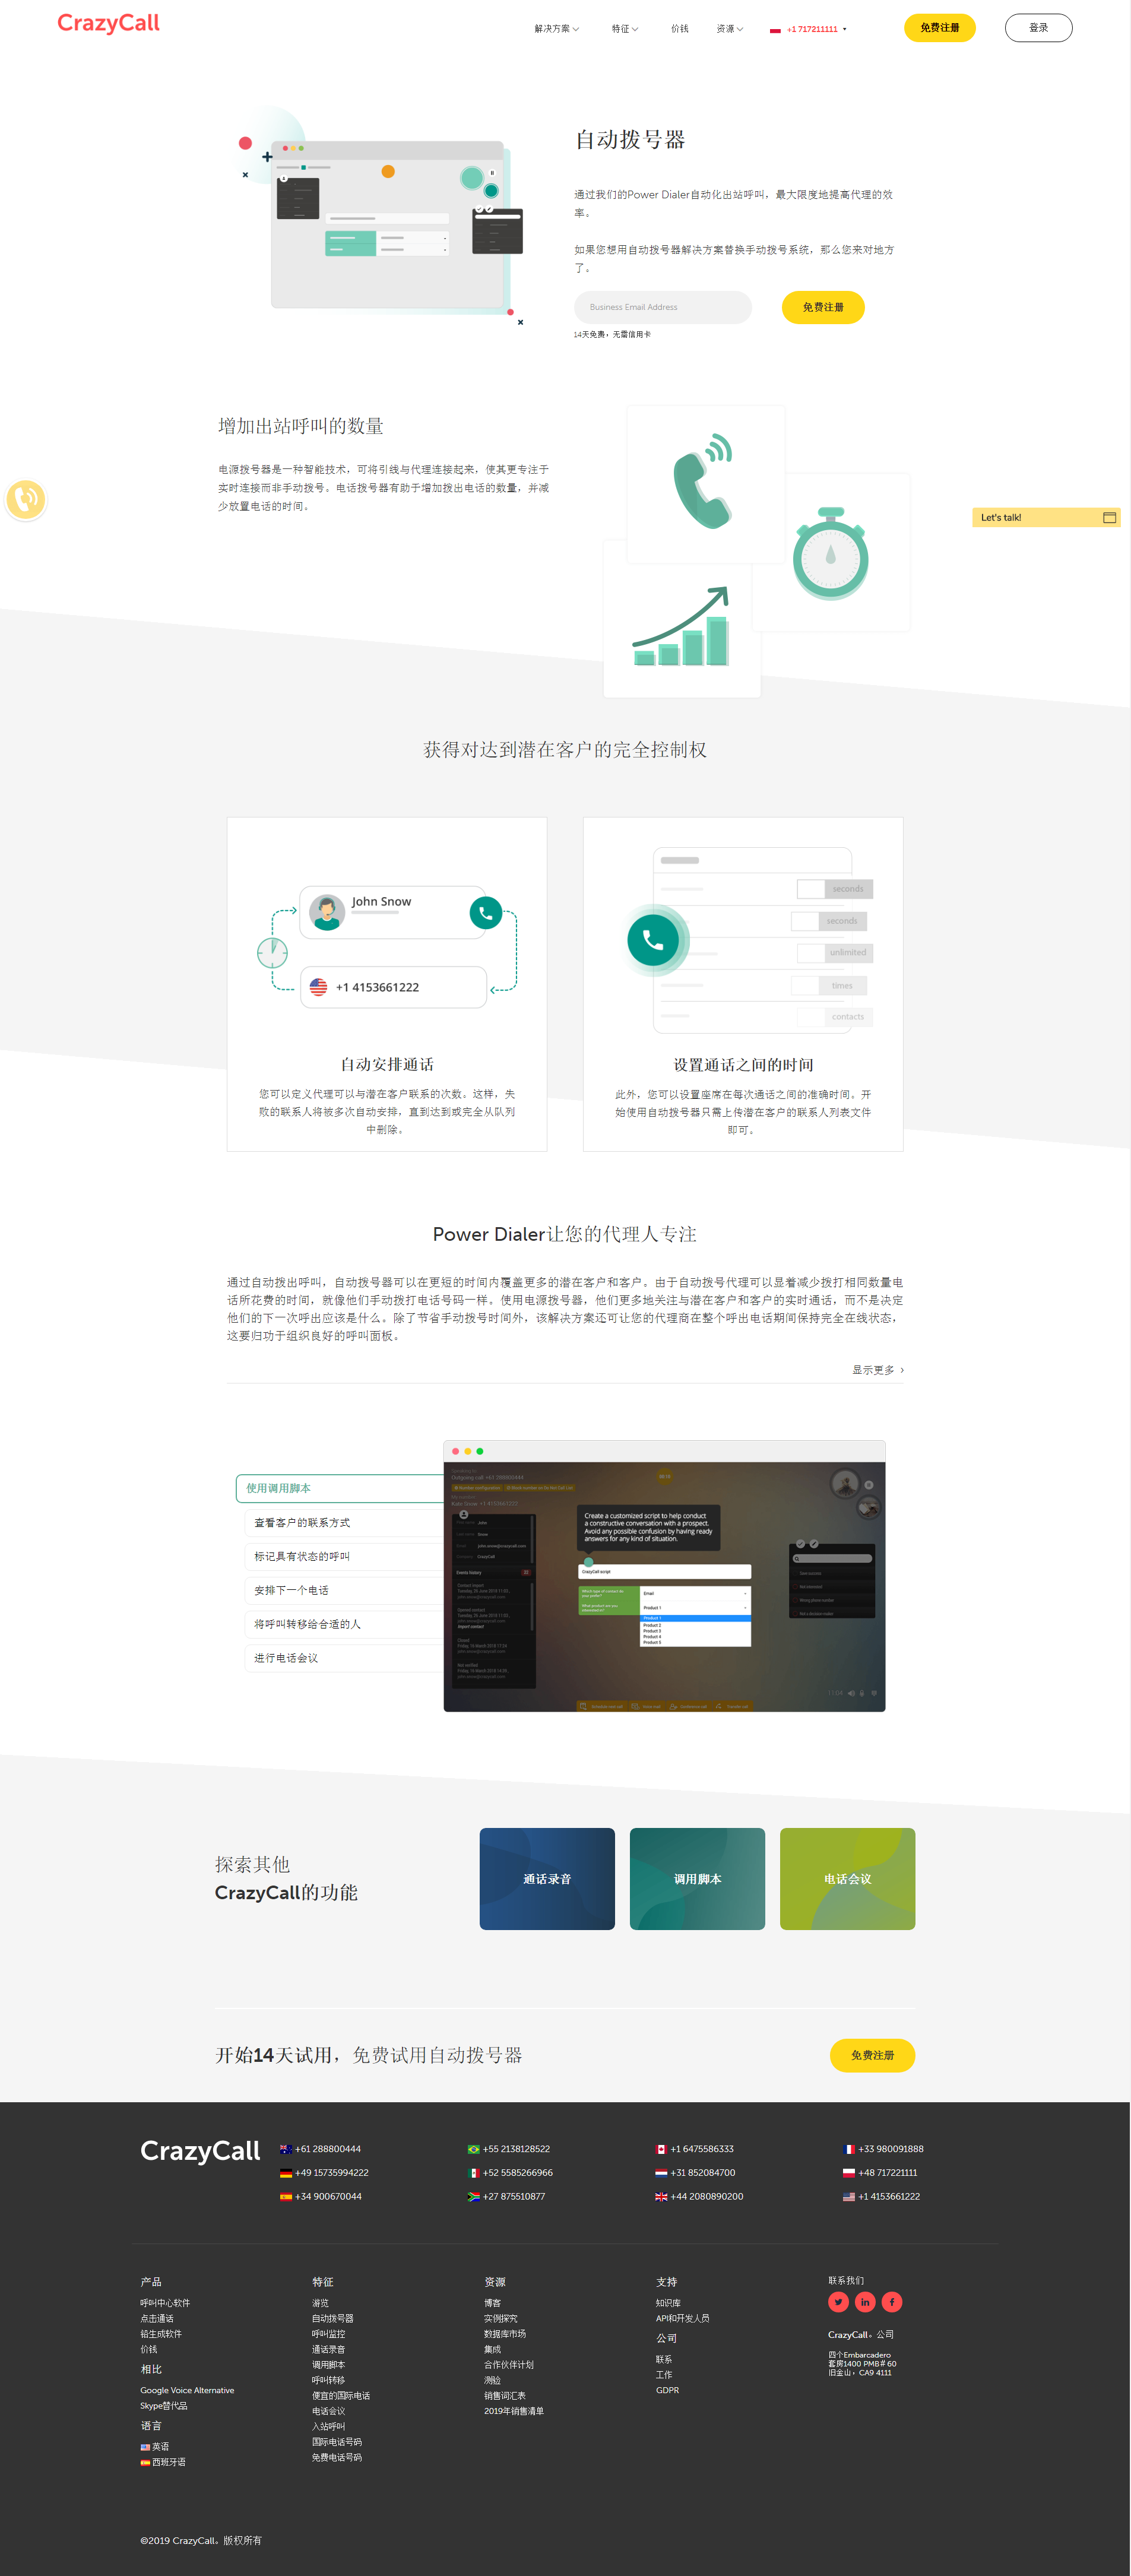 CrazyCall
解决方案
特征
价钱
资源
+1 717211111
免费注册
登录
自动拨号器
通过我们的Power Dialer自动化出站呼叫，最大限度地提高代理的效
率。
如果您想用自动拨号器解决方案替换手动拨号系统，那么您来对地方
了。
Business Email Address
免费注册
14天免费，无需信用卡
增加出站呼叫的数量
电源拨号器是一种智能技术，可将引线与代理连接起来，使其更专注于
实时连接而非手动拨号。电话拨号器有助于增加拨出电话的数量，并减
少放置电话的时间。
Let's talk!
获得对达到潜在客户的完全控制权
John Snow
+1 4153661222
自动安排通话
您可以定义代理可以与潜在客户联系的次数。这样，失
败的联系人将被多次自动安排，直到达到或完全从队列
中删除。
seconds
seconds
unlimited
times
contacts
设置通话之间的时间
此外，您可以设置座席在每次通话之间的准确时间。开
始使用自动拨号器只需上传潜在客户的联系人列表文件
即可。
Power Dialer让您的代理人专注
通过自动拨出呼叫，自动拨号器可以在更短的时间内覆盖更多的潜在客户和客户。由于自动拨号代理可以显着减少拨打相同数量电
话所花费的时间，就像他们手动拨打电话号码一样。使用电源拨号器，他们更多地关注与潜在客户和客户的实时通话，而不是决定
他们的下一次呼出应该是什么。除了节省手动拨号时间外，该解决方案还可让您的代理商在整个呼出电话期间保持完全在线状态，
这要归功于组织良好的呼叫面板。
显示更多
使用调用脚本
查看客户的联系方式
标记具有状态的呼叫
安排下一个电话
将呼叫转移给合适的人
进行电话会议
Outgoing call: +61 288800444
Kate Snow +1 4153661222
Create a customized script to help conduct
a constructive conversation with a prospect.
Avoid any possible confusion by having ready
answers for any kind of situation.
CrazyCall script
Email
Product 1
Product 1
Product 2
Product 3
Product 4
Product 5
Events history
探索其他
CrazyCall的功能
通话录音
调用脚本
电话会议
开始14天试用，免费试用自动拨号器
免费注册
CrazyCall
+61 288800444
+55 2138128522
+1 6475586333
+33 980091888
+49 15735994222
+52 5585266966
+31 852084700
+48 717221111
+34 900670044
+27 875510877
+44 2080890200
+1 4153661222
产品
呼叫中心软件
点击通话
铅生成软件
价钱
相比
Google Voice Alternative
Skype替代品
语言
英语
西班牙语
特征
游览
自动拨号器
呼叫监控
通话录音
调用脚本
呼叫转移
便宜的国际电话
电话会议
入站呼叫
国际电话号码
免费电话号码
资源
博客
实例探究
数据库市场
集成
合作伙伴计划
测验
销售词汇表
2019年销售清单
支持
知识库
API和开发人员
公司
联系
工作
GDPR
联系我们
CrazyCall。公司
四个Embarcadero
套房1400 PMB＃60
旧金山，CA9 4111
©2019 CrazyCall。版权所有